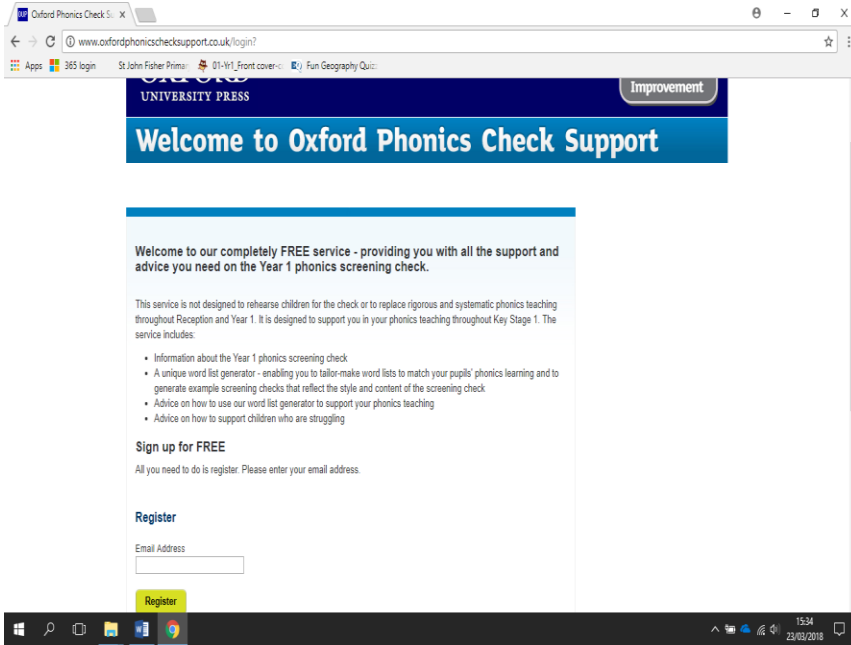 OUP Oxford Phonics Check Su X
www.oxfordphonicschecksupport.co.uk/login?
Apps 365 login St John Fisher Primar 01-Yr1_Front cover-c Fun Geography Quiz:
UNIVERSITY PRESS
Improvement
Welcome to Oxford Phonics Check Support
Welcome to our completely FREE service - providing you with all the support and
advice you need on the Year 1 phonics screening check.
This service is not designed to rehearse children for the check or to replace rigorous and systematic phonics teaching
throughout Reception and Year 1. It is designed to support you in your phonics teaching throughout Key Stage 1. The
service includes:
• Information about the Year 1 phonics screening check
• A unique word list generator - enabling you to tailor-make word lists to match your pupils' phonics learning and to
generate example screening checks that reflect the style and content of the screening check
• Advice on how to use our word list generator to support your phonics teaching
• Advice on how to support children who are struggling
Sign up for FREE
All you need to do is register. Please enter your email address.
Register
Email Address
Register
15:34
23/03/2018